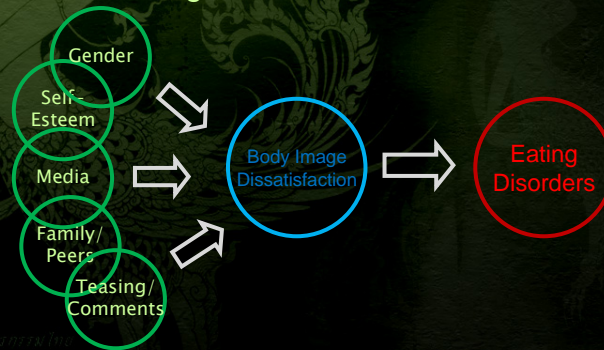 Gender
Self-
Esteem
Media
Family/
Peers
Teasing/
Comments
Body Image
Dissatisfaction
Eating
Disorders